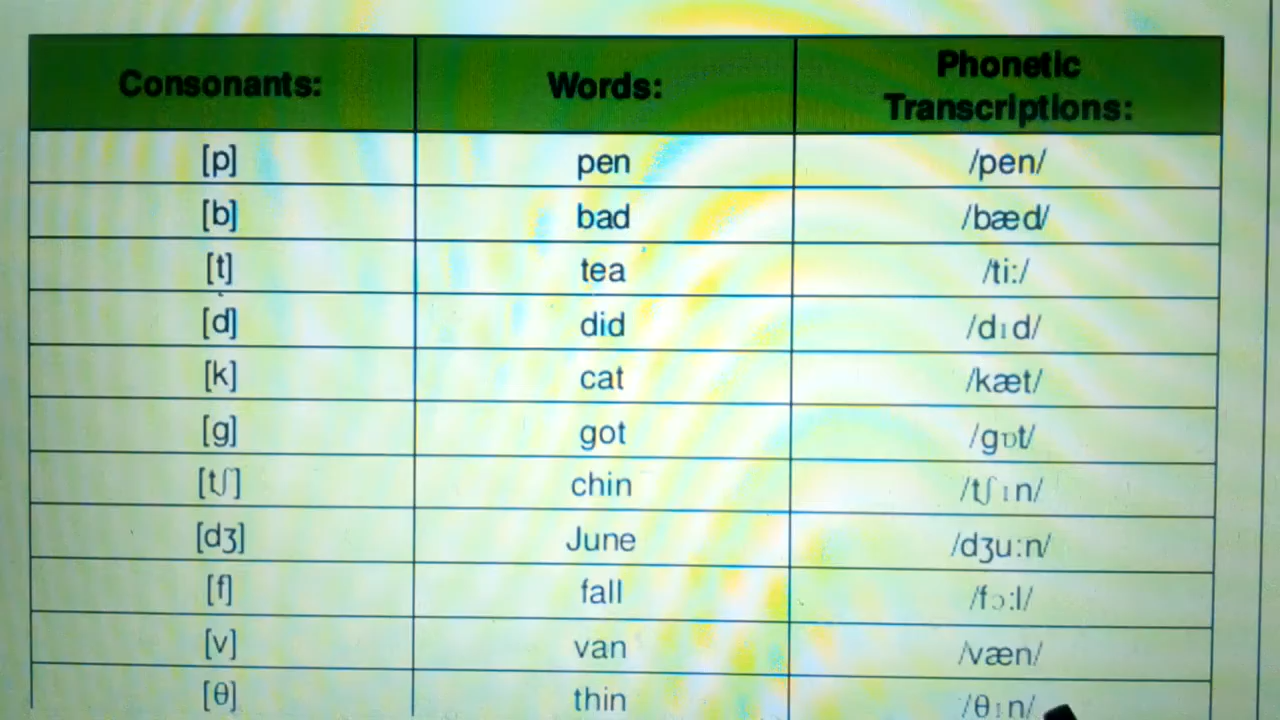 Consonants: Words: Phonetic Transcriptions:
[p] pen /pen/
[b] bad /bæd/
[t] tea /ti:/
[d] did /dɪd/
[k] cat /kæt/
[g] got /gɒt/
[tʃ] chin /tʃɪn/
[dʒ] June /dʒu:n/
[f] fall /fɔ:l/
[v] van /væn/
[θ] thin /θɪn/